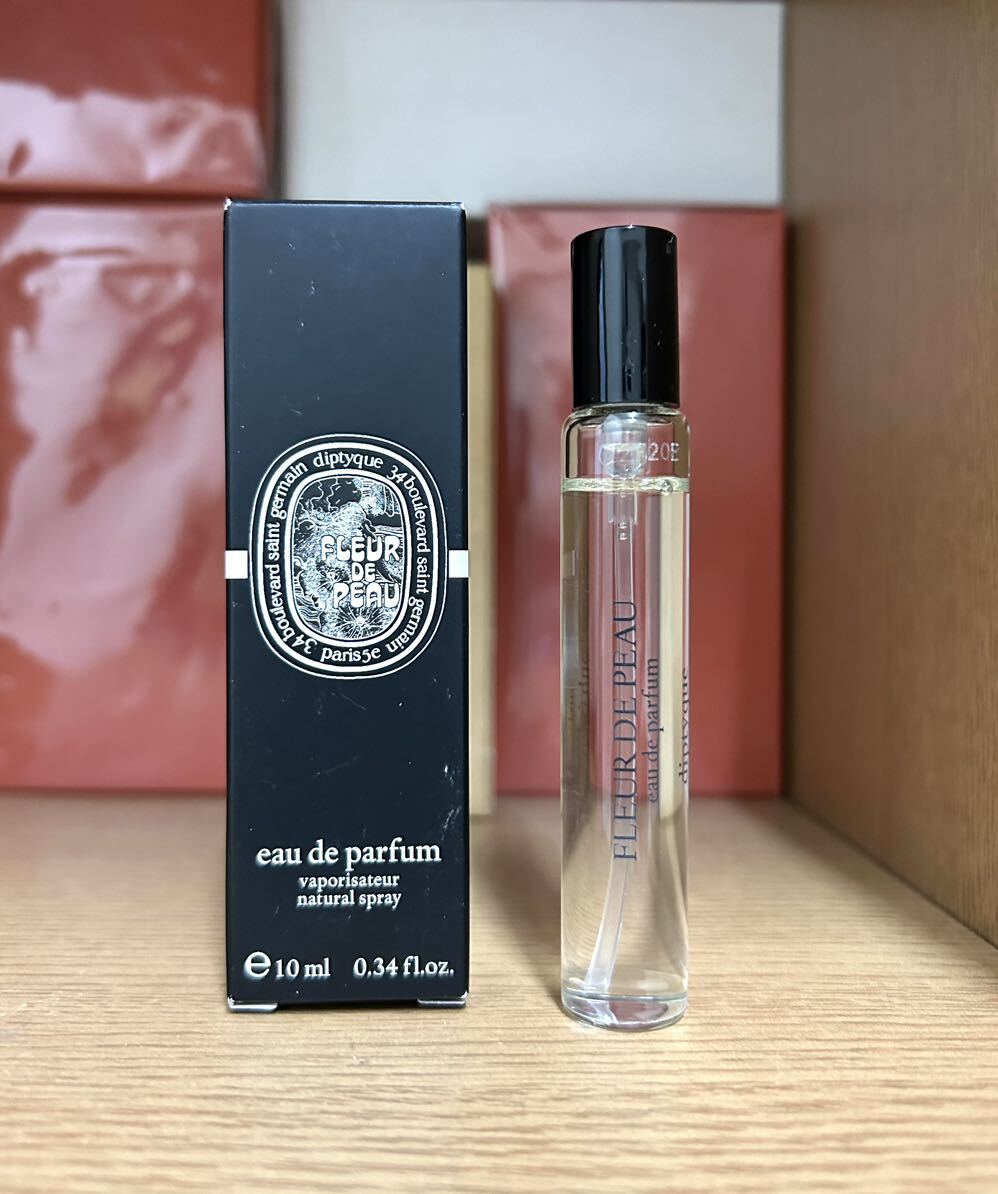 diptyque 34 boulevard saint germain paris 5e 34 boulevard saint germain
FLEUR
DE
PEAU
eau de parfum
vaporisateur
natural spray
e 10 ml 0.34 fl.oz.
20E
FLEUR DE PEAU
eau de parfum
diptyque